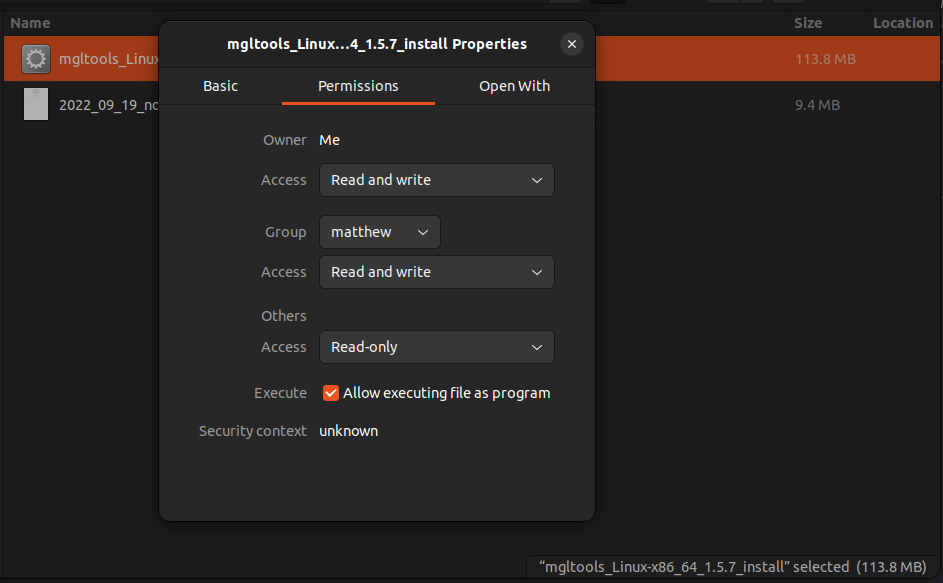 Name Size Location
mgltools_Linux...4_1.5.7_install Properties
mgltools_Linux 113.8 MB
Basic Permissions Open With
2022_09_19_no 9.4 MB
Owner Me
Access Read and write
Group matthew
Access Read and write
Others
Access Read-only
Execute Allow executing file as program
Security context unknown
“mgltools_Linux-x86_64_1.5.7_install” selected (113.8 MB)